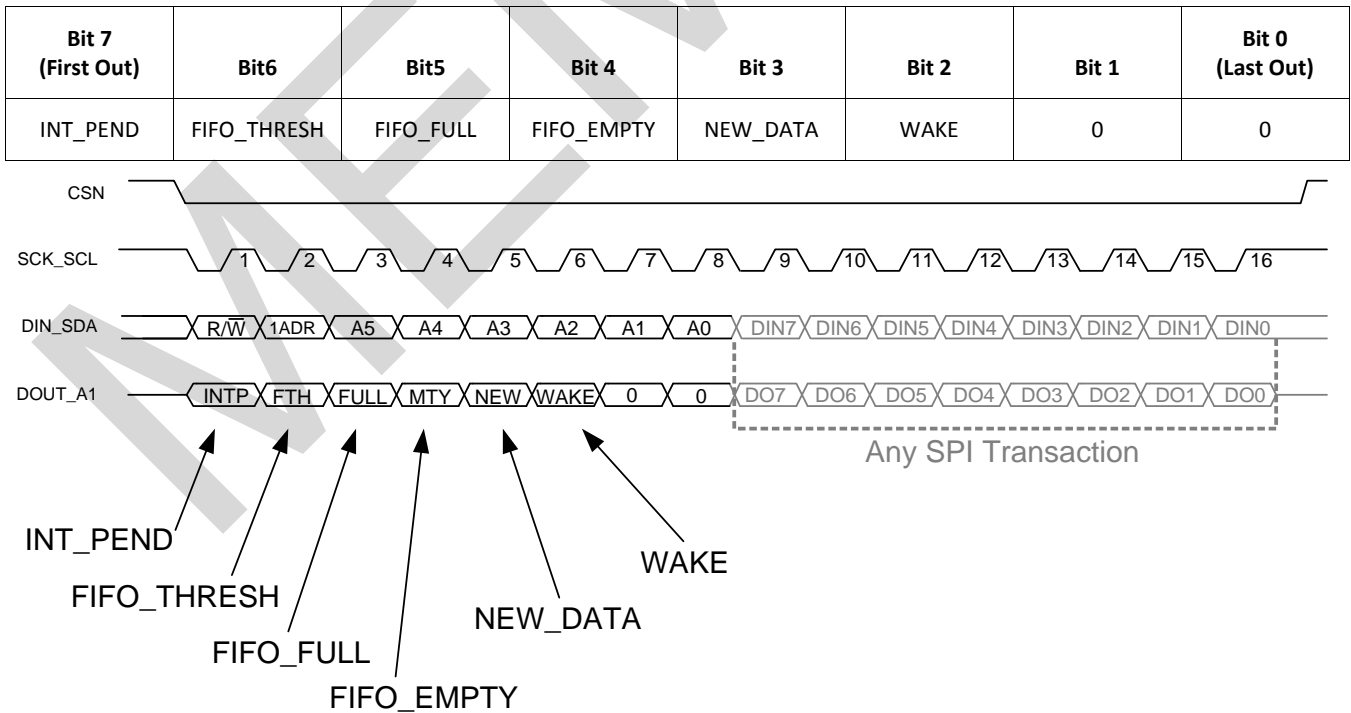 Bit 7 (First Out) Bit6 Bit5 Bit 4 Bit 3 Bit 2 Bit 1 Bit 0 (Last Out)
INT_PEND FIFO_THRESH FIFO_FULL FIFO_EMPTY NEW_DATA WAKE 0 0
CSN
SCK_SCL 1 2 3 4 5 6 7 8 9 10 11 12 13 14 15 16
DIN_SDA R/W̅ 1ADR A5 A4 A3 A2 A1 A0 DIN7 DIN6 DIN5 DIN4 DIN3 DIN2 DIN1 DIN0
DOUT_A1 INTP FTH FULL MTY NEW WAKE 0 0 DO7 DO6 DO5 DO4 DO3 DO2 DO1 DO0
Any SPI Transaction
INT_PEND
WAKE
FIFO_THRESH
NEW_DATA
FIFO_FULL
FIFO_EMPTY